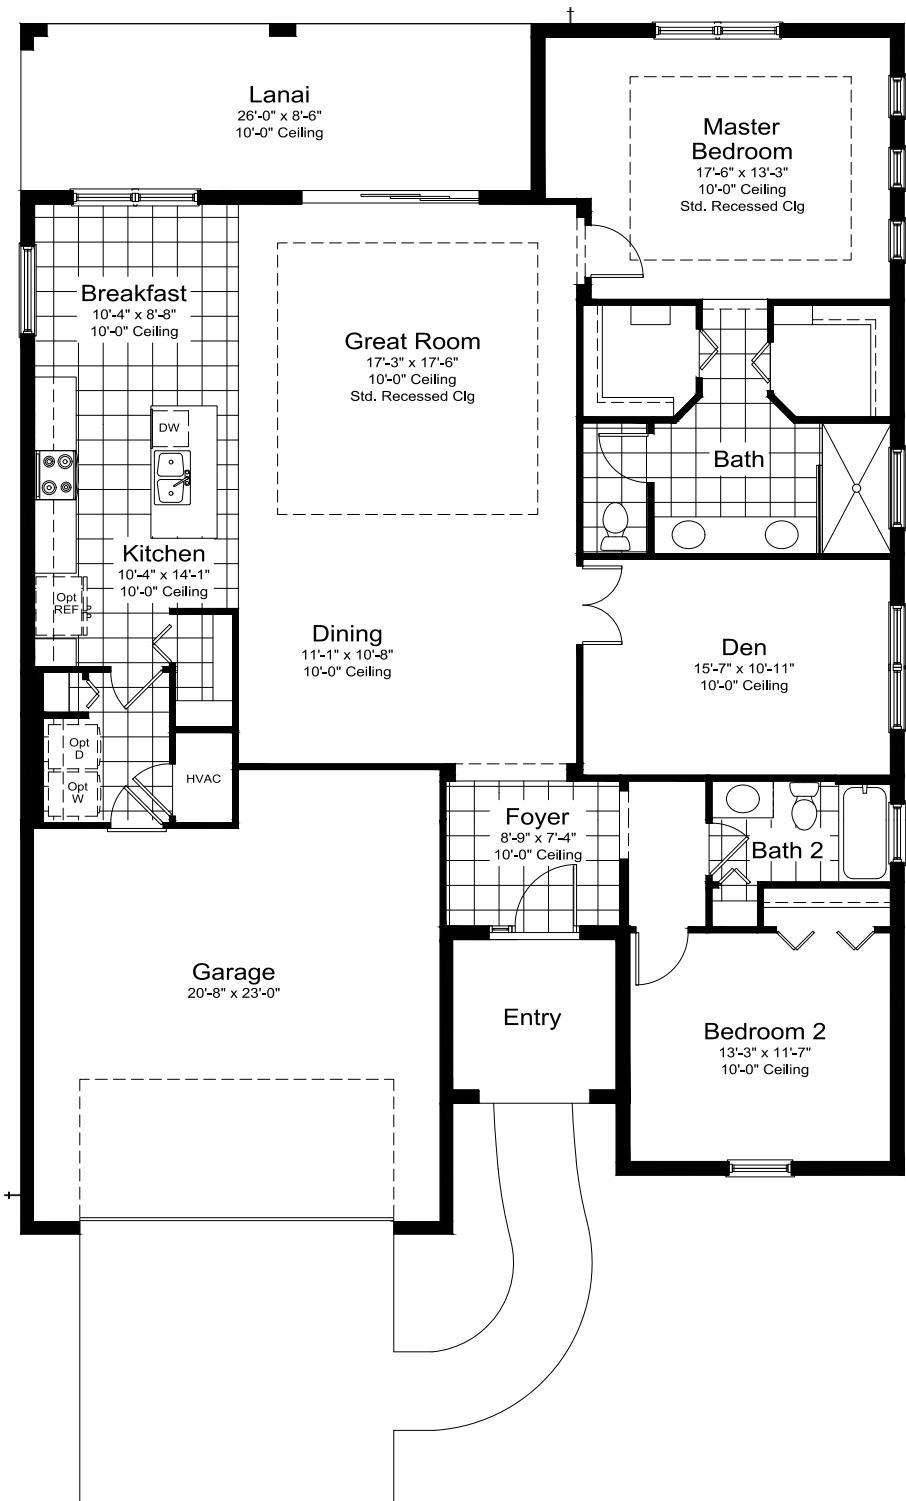 Lanai
26'-0" x 8'-6"
10'-0" Ceiling
Master
Bedroom
17'-6" x 13'-3"
10'-0" Ceiling
Std. Recessed Clg
Breakfast
10'-4" x 8'-8"
10'-0" Ceiling
Great Room
17'-3" x 17'-6"
10'-0" Ceiling
Std. Recessed Clg
DW
Bath
Kitchen
10'-4" x 14'-1"
10'-0" Ceiling
Opt
REF
Dining
11'-1" x 10'-8"
10'-0" Ceiling
Den
15'-7" x 10'-11"
10'-0" Ceiling
Opt
D
Opt
W
HVAC
Foyer
8'-9" x 7'-4"
10'-0" Ceiling
Bath 2
Garage
20'-8" x 23'-0"
Entry
Bedroom 2
13'-3" x 11'-7"
10'-0" Ceiling